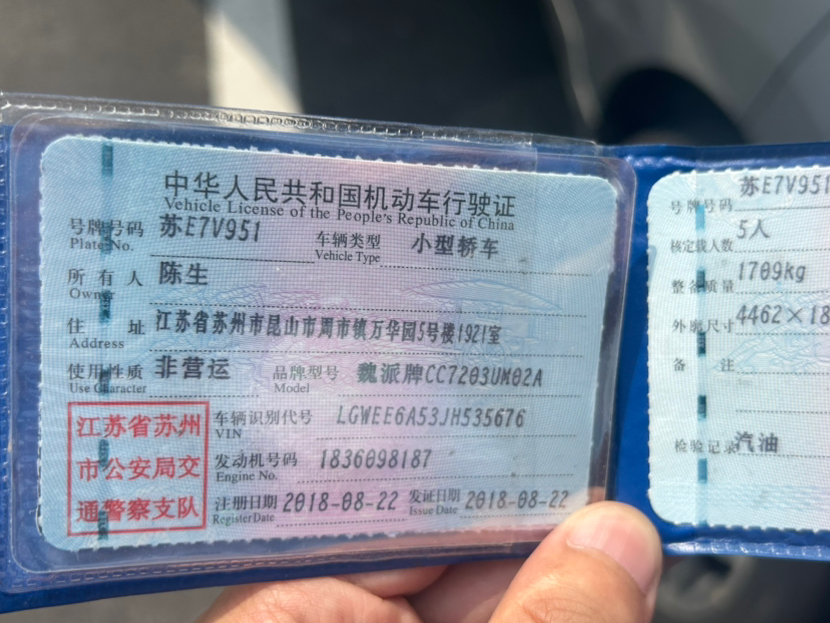 中华人民共和国机动车行驶证
Vehicle License of the People's Republic of China
号牌号码 苏E7V951 车辆类型 小型轿车
Plate No. Vehicle Type
所有人 陈生
Owner
住址 江苏省苏州市昆山市周市镇万华园5号楼1921室
Address
使用性质 非营运 品牌型号 魏派牌CC7203UM02A
Use Character Model
江苏省苏州
市公安局交
通警察支队
车辆识别代号 LGWEE6A53JH535676
VIN
发动机号码 1836098187
Engine No.
注册日期 2018-08-22 发证日期 2018-08-22
Register Date Issue Date
号牌号码 苏E7V951
核定载人数 5人
整备质量 1709kg
外廓尺寸 4462×18
备注
检验记录 汽油